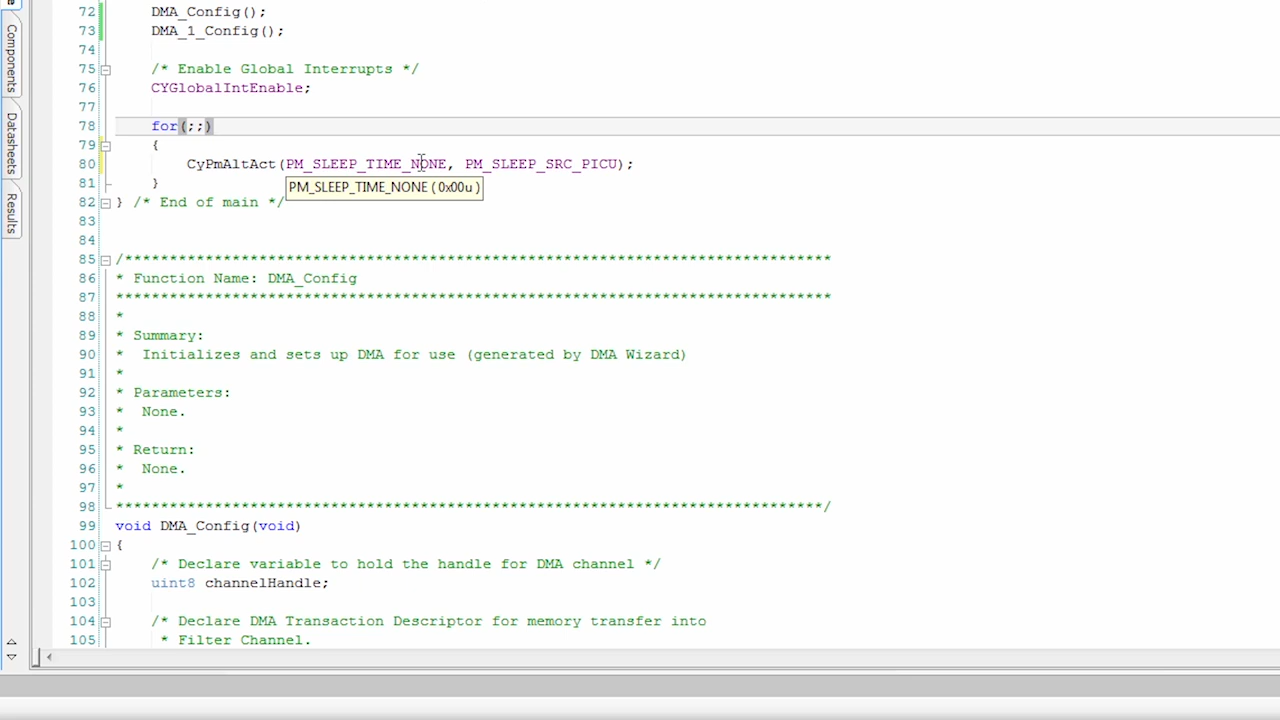 Components
Datasheets
Results
72 DMA_Config();
73 DMA_1_Config();
74
75 /* Enable Global Interrupts */
76 CYGlobalIntEnable;
77
78 for(;;)
79 {
80 CyPmAltAct(PM_SLEEP_TIME_NONE, PM_SLEEP_SRC_PICU);
81 }
PM_SLEEP_TIME_NONE ( 0x00u )
82 } /* End of main */
83
84
85 /*******************************************************************************
86 * Function Name: DMA_Config
87 ********************************************************************************
88 *
89 * Summary:
90 * Initializes and sets up DMA for use (generated by DMA Wizard)
91 *
92 * Parameters:
93 * None.
94 *
95 * Return:
96 * None.
97 *
98 *******************************************************************************/
99 void DMA_Config(void)
100 {
101 /* Declare variable to hold the handle for DMA channel */
102 uint8 channelHandle;
103
104 /* Declare DMA Transaction Descriptor for memory transfer into
105 * Filter Channel.